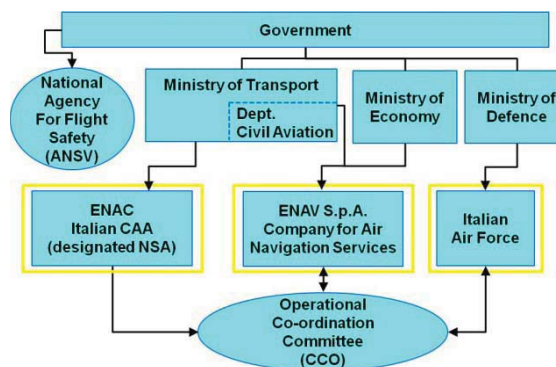 Government
National
Agency
For Flight
Safety
(ANSV)
Ministry of Transport
Dept.
Civil Aviation
Ministry of
Economy
Ministry of
Defence
ENAC
Italian CAA
(designated NSA)
ENAV S.p.A.
Company for Air
Navigation Services
Italian
Air Force
Operational
Co-ordination
Committee
(CCO)